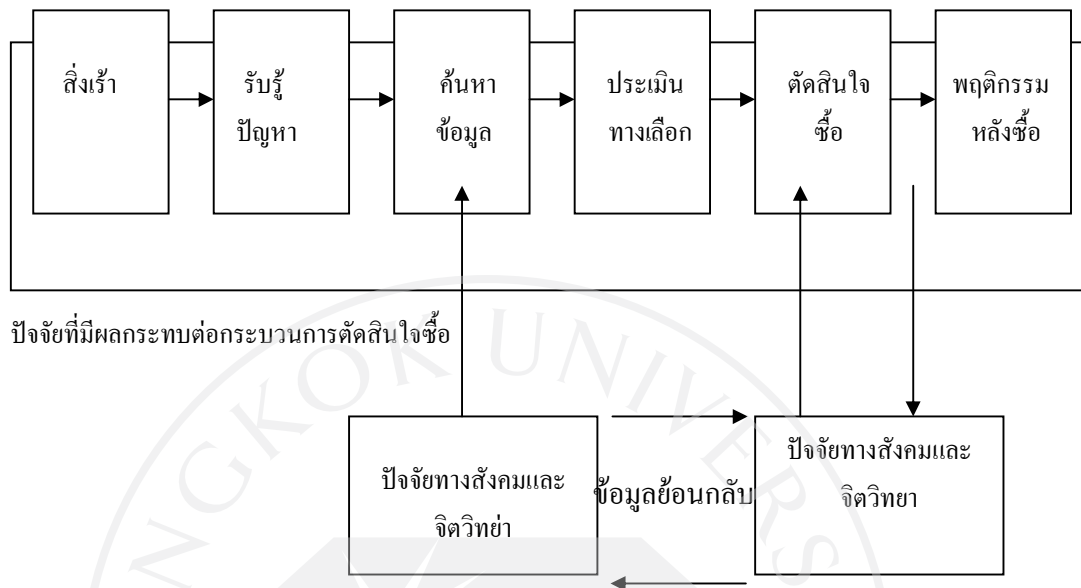 สิ่งเร้า
รับรู้
ปัญหา
ค้นหา
ข้อมูล
ประเมิน
ทางเลือก
ตัดสินใจ
ซื้อ
พฤติกรรม
หลังซื้อ
ปัจจัยที่มีผลกระทบต่อกระบวนการตัดสินใจซื้อ
ปัจจัยทางสังคมและ
จิตวิทย่า
ข้อมูลย้อนกลับ
ปัจจัยทางสังคมและ
จิตวิทยา
NGKOK UNIVERS